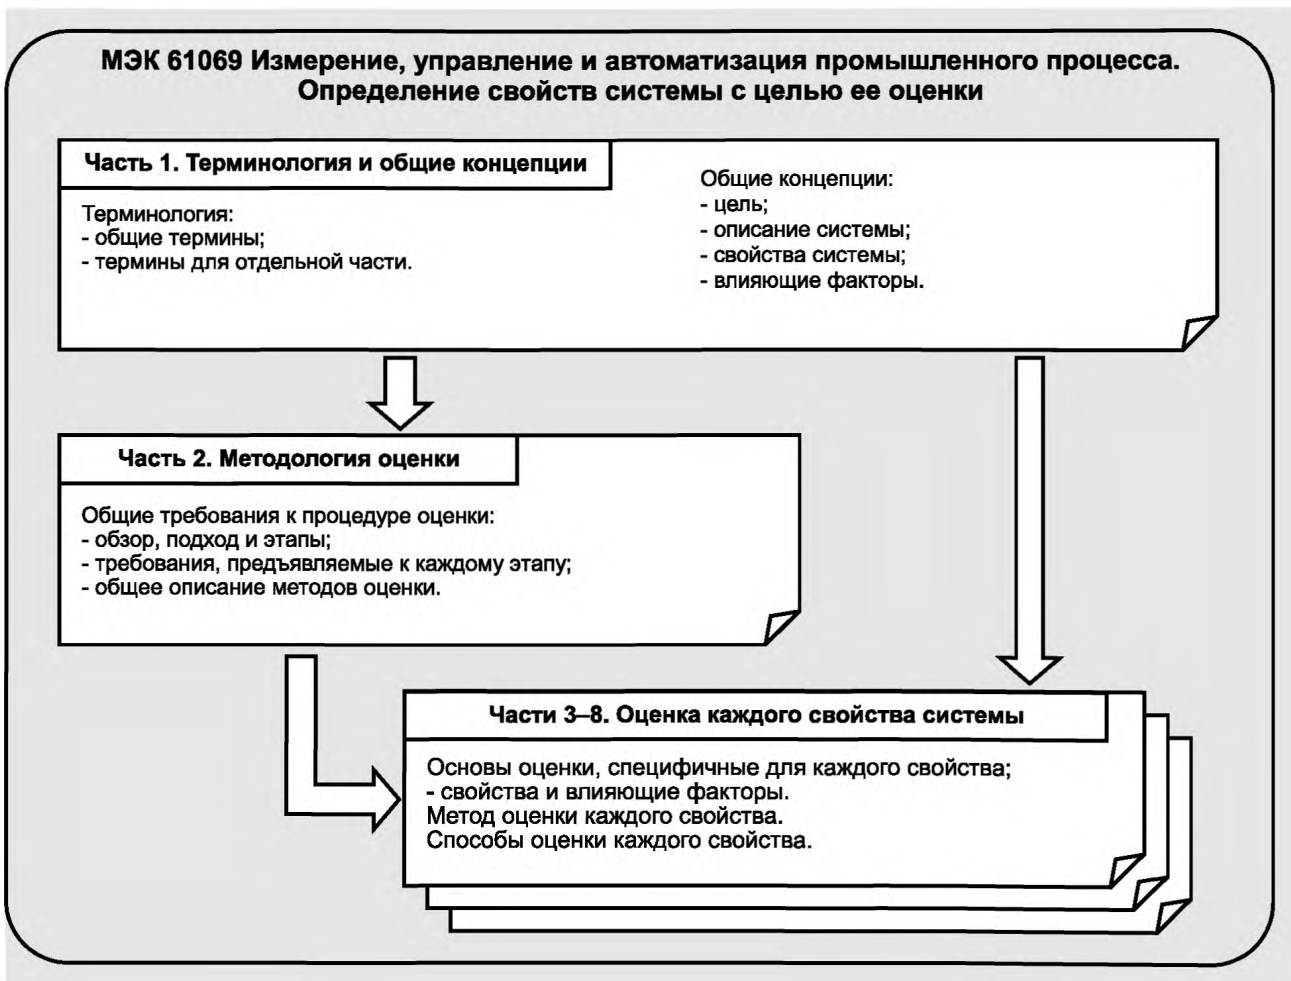 МЭК 61069 Измерение, управление и автоматизация промышленного процесса.
Определение свойств системы с целью ее оценки
Часть 1. Терминология и общие концепции
Терминология:
- общие термины;
- термины для отдельной части.
Общие концепции:
- цель;
- описание системы;
- свойства системы;
- влияющие факторы.
Часть 2. Методология оценки
Общие требования к процедуре оценки:
- обзор, подход и этапы;
- требования, предъявляемые к каждому этапу;
- общее описание методов оценки.
Части 3–8. Оценка каждого свойства системы
Основы оценки, специфичные для каждого свойства;
- свойства и влияющие факторы.
Метод оценки каждого свойства.
Способы оценки каждого свойства.